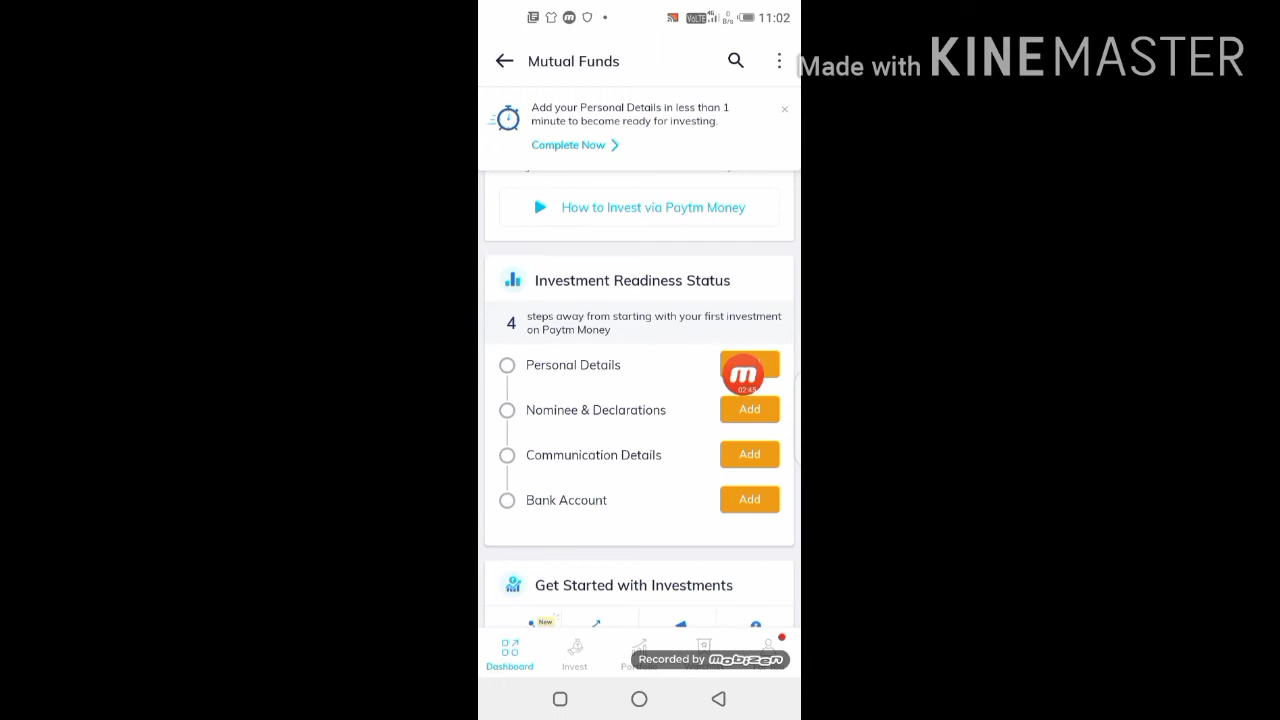 11:02
Made with KINEMASTER
Mutual Funds
Add your Personal Details in less than 1
minute to become ready for investing.
Complete Now
How to Invest via Paytm Money
Investment Readiness Status
4 steps away from starting with your first investment
on Paytm Money
Personal Details
02:45
Nominee & Declarations Add
Communication Details Add
Bank Account Add
Get Started with Investments
New
Dashboard Invest
Recorded by mobizen